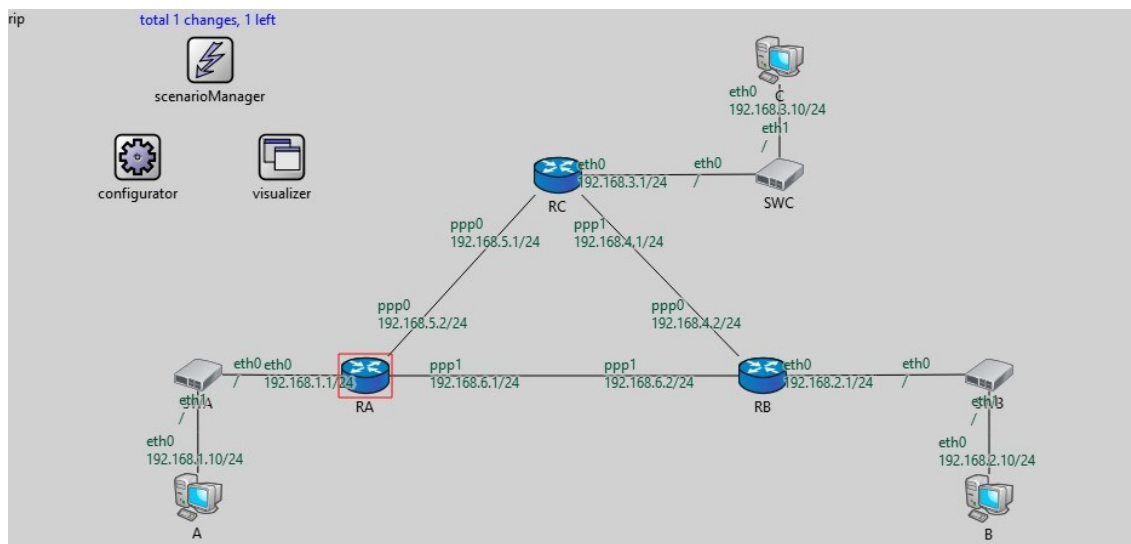 rip
total 1 changes, 1 left
scenarioManager
configurator
visualizer
eth0
C
192.168.3.10/24
eth1
/
eth0
192.168.3.1/24
eth0
/
RC
SWC
ppp0
192.168.5.1/24
ppp1
192.168.4.1/24
ppp0
192.168.5.2/24
ppp0
192.168.4.2/24
eth0
/
eth0
192.168.1.1/24
ppp1
192.168.6.1/24
ppp1
192.168.6.2/24
eth0
192.168.2.1/24
eth0
/
RA
RB
eth1
/
eth1
/
eth0
192.168.1.10/24
eth0
192.168.2.10/24
A
B